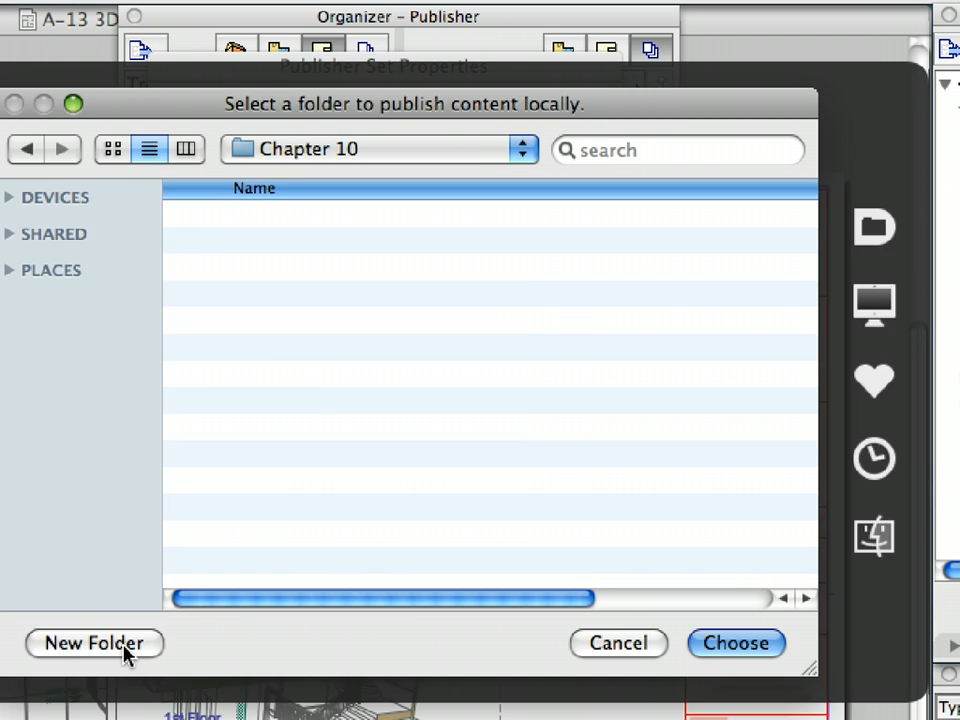 A-13 3D
Organizer - Publisher
Publisher Set Properties
Select a folder to publish content locally.
Chapter 10
search
Name
DEVICES
SHARED
PLACES
New Folder
Cancel
Choose
1st Floor